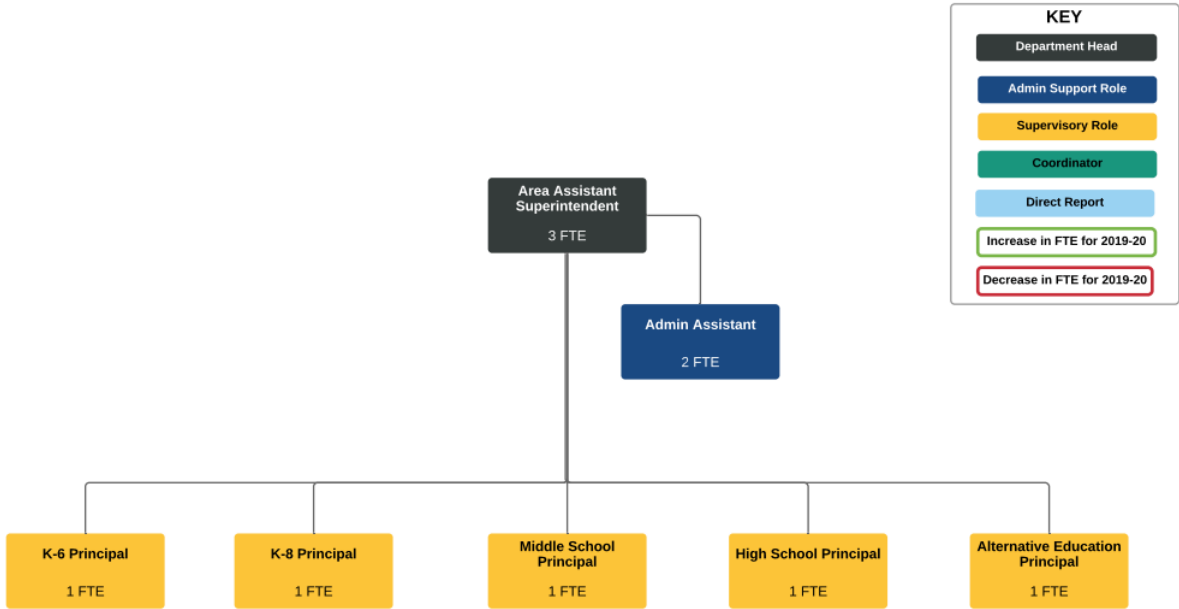 KEY
Department Head
Admin Support Role
Supervisory Role
Coordinator
Direct Report
Increase in FTE for 2019-20
Decrease in FTE for 2019-20
Area Assistant
Superintendent
3 FTE
Admin Assistant
2 FTE
K-6 Principal
1 FTE
K-8 Principal
1 FTE
Middle School
Principal
1 FTE
High School Principal
1 FTE
Alternative Education
Principal
1 FTE